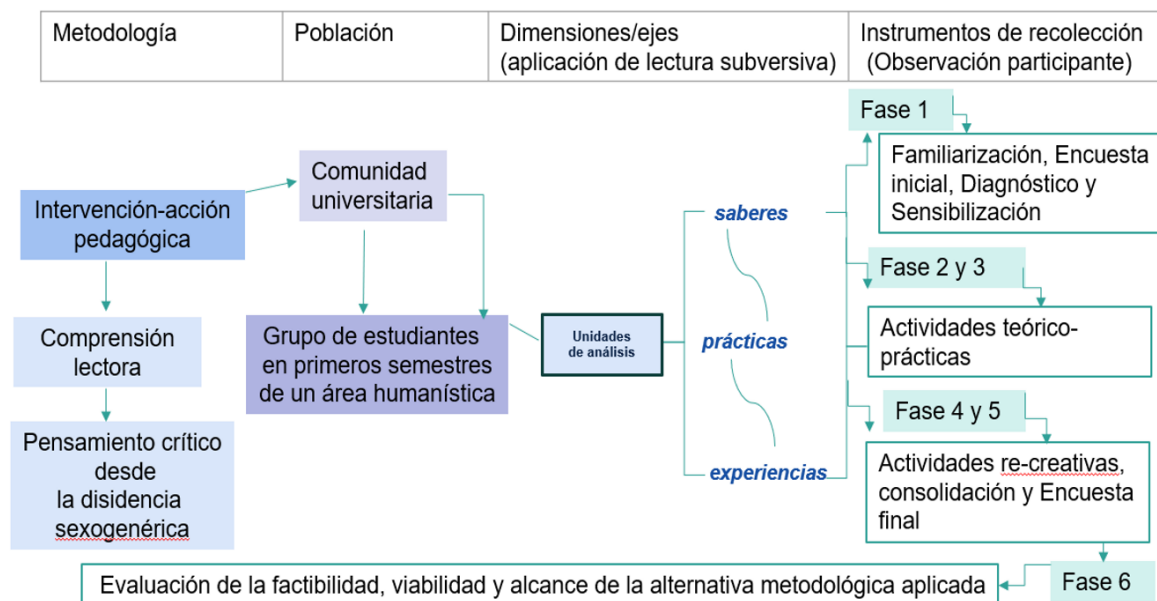 Metodología
Población
Dimensiones/ejes
(aplicación de lectura subversiva)
Instrumentos de recolección
(Observación participante)
Intervención-acción
pedagógica
Comprensión
lectora
Pensamiento crítico
desde
la disidencia
sexogenérica
Comunidad
universitaria
Grupo de estudiantes
en primeros semestres
de un área humanística
Unidades
de análisis
saberes
prácticas
experiencias
Fase 1
Familiarización, Encuesta
inicial, Diagnóstico y
Sensibilización
Fase 2 y 3
Actividades teórico-
prácticas
Fase 4 y 5
Actividades re-creativas,
consolidación y Encuesta
final
Fase 6
Evaluación de la factibilidad, viabilidad y alcance de la alternativa metodológica aplicada